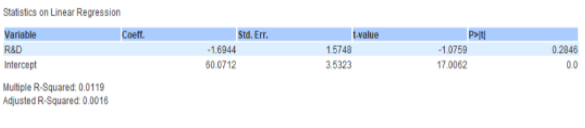 Statistics on Linear Regression
Variable Coeff. Std. Err. t-value P>|t|
R&D -1.6944 1.5748 -1.0759 0.2846
Intercept 60.0712 3.5323 17.0062 0.0
Multiple R-Squared: 0.0119
Adjusted R-Squared: 0.0016